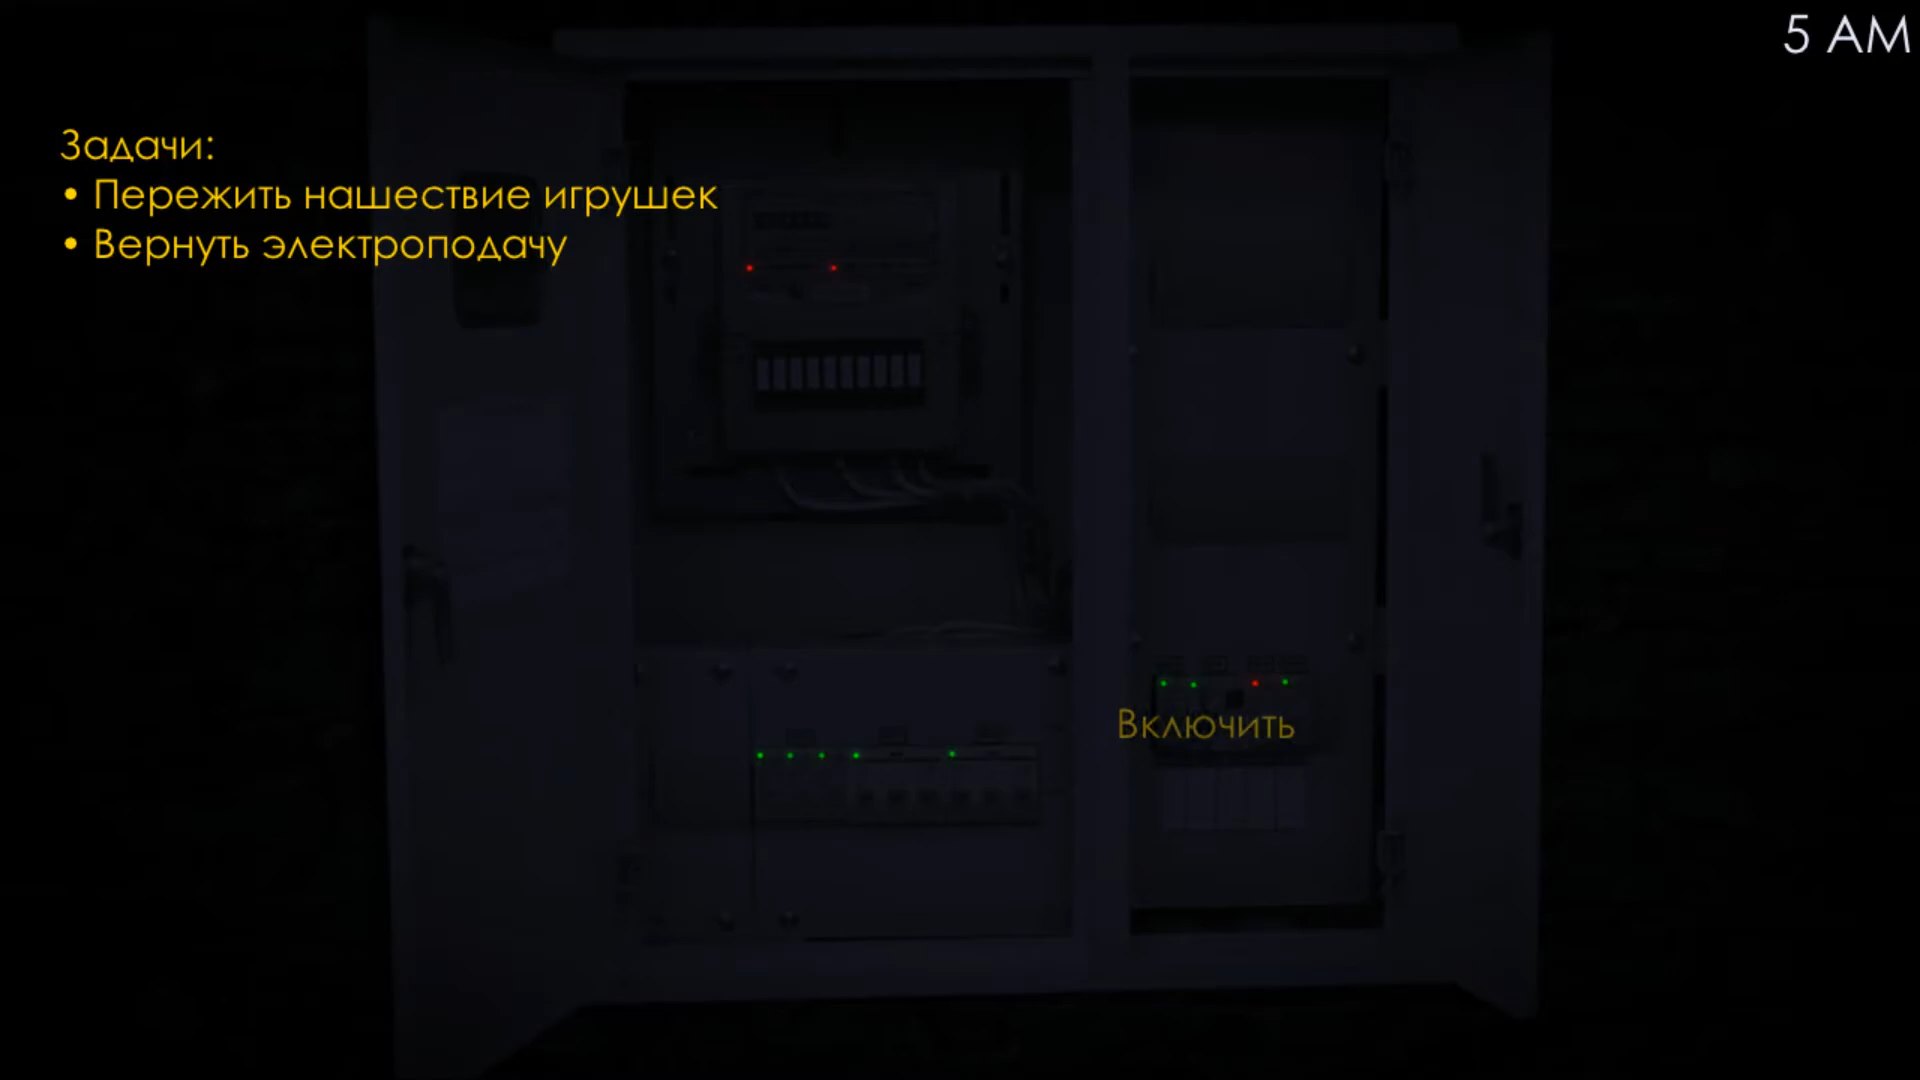 5 AM
Задачи:
• Пережить нашествие игрушек
• Вернуть электроподачу
Включить